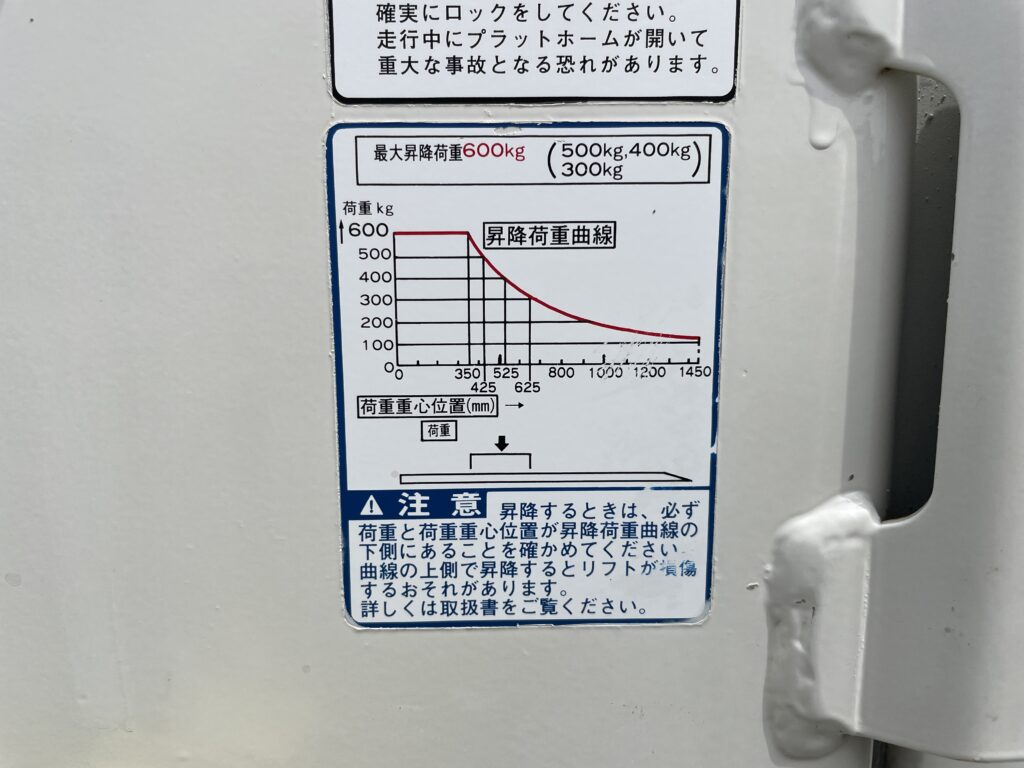 確実にロックをしてください。
走行中にプラットホームが開いて
重大な事故となる恐れがあります。
最大昇降荷重600kg (500kg,400kg
300kg)
荷重kg
600
昇降荷重曲線
500
400
300
200
100
0
0 350 525 800 1000 1200 1450
425 625
荷重重心位置(mm) →
荷重
注意 昇降するときは、必ず
荷重と荷重重心位置が昇降荷重曲線の
下側にあることを確かめてください
曲線の上側で昇降するとリフトが損傷
するおそれがあります。
詳しくは取扱書をご覧ください。